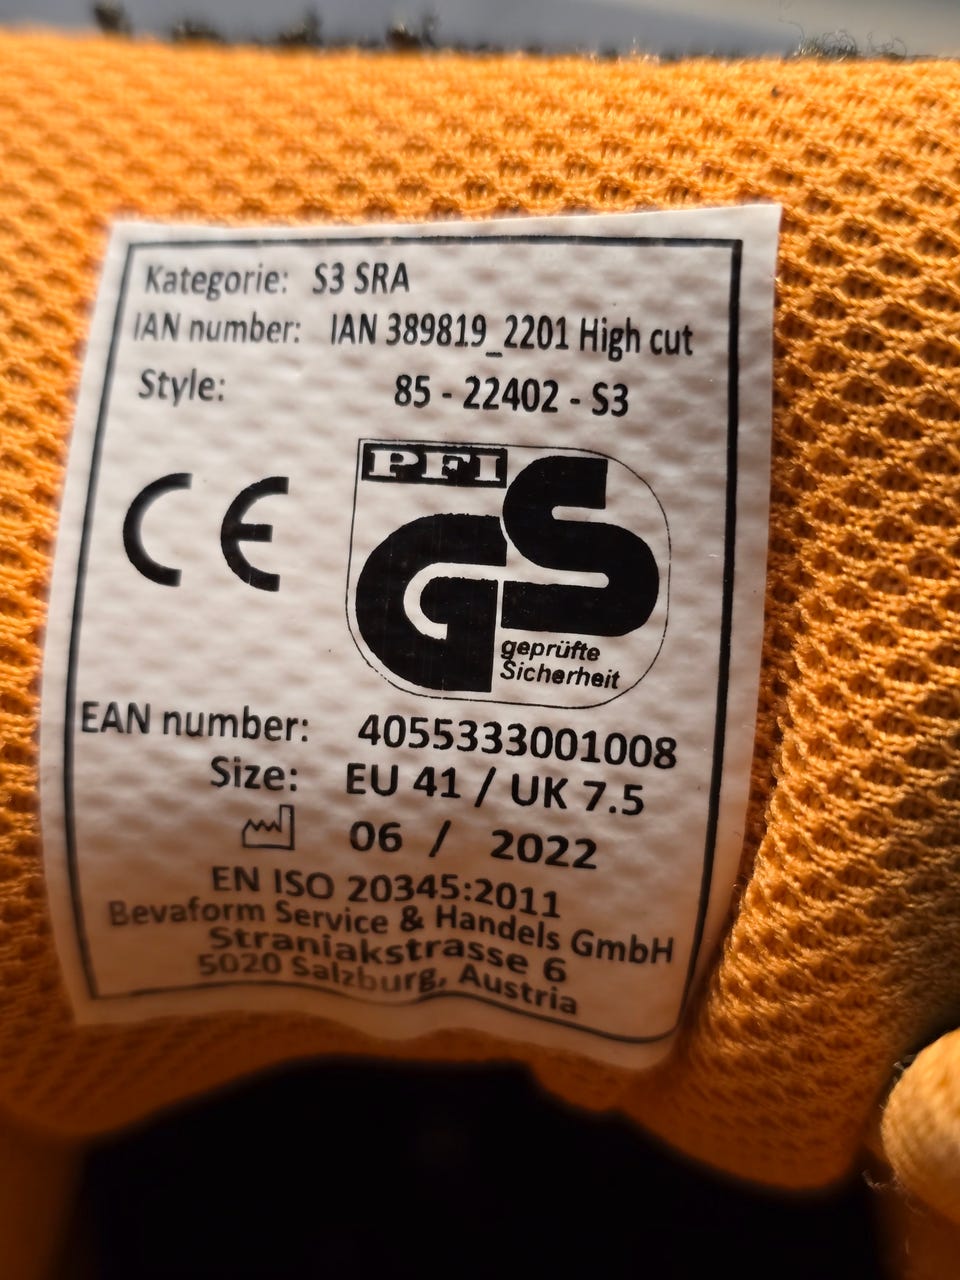 Kategorie: S3 SRA
IAN number: IAN 389819_2201 High cut
Style: 85 - 22402 - S3
CE
PFI
GS
geprüfte
Sicherheit
EAN number: 4055333001008
Size: EU 41 / UK 7.5
06 / 2022
EN ISO 20345:2011
Bevaform Service & Handels GmbH
Straniakstrasse 6
5020 Salzburg, Austria